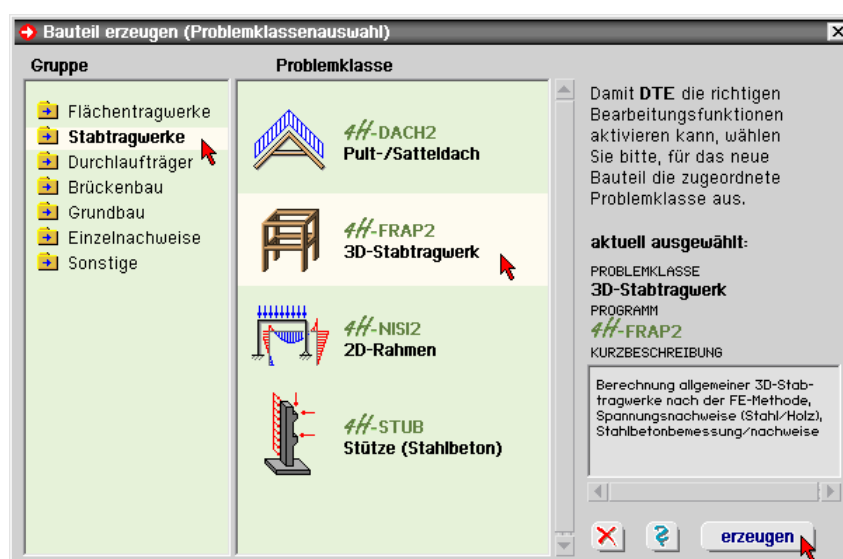 Bauteil erzeugen (Problemklassenauswahl)
Gruppe
Flächentragwerke
Stabtragwerke
Durchlaufträger
Brückenbau
Grundbau
Einzelnachweise
Sonstige
Problemklasse
4H-DACH2
Pult-/Satteldach
4H-FRAP2
3D-Stabtragwerk
4H-NISI2
2D-Rahmen
4H-STUB
Stütze (Stahlbeton)
Damit DTE die richtigen
Bearbeitungsfunktionen
aktivieren kann, wählen
Sie bitte, für das neue
Bauteil die zugeordnete
Problemklasse aus.
aktuell ausgewählt:
PROBLEMKLASSE
3D-Stabtragwerk
PROGRAMM
4H-FRAP2
KURZBESCHREIBUNG
Berechnung allgemeiner 3D-Stab-
tragwerke nach der FE-Methode,
Spannungsnachweise (Stahl/Holz),
Stahlbetonbemessung/nachweise
erzeugen